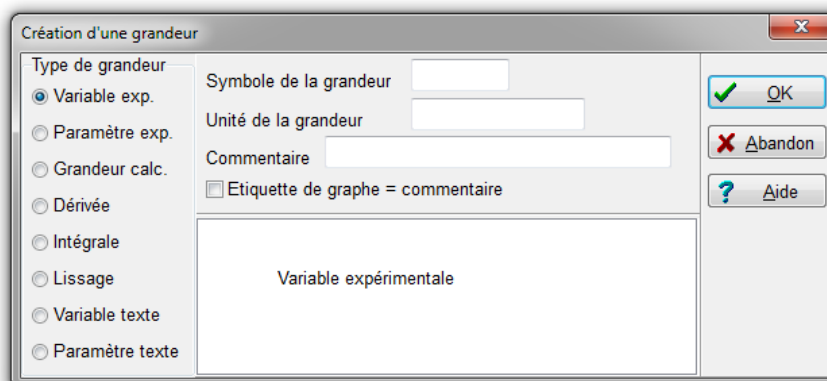 Création d'une grandeur
Type de grandeur
Variable exp.
Paramètre exp.
Grandeur calc.
Dérivée
Intégrale
Lissage
Variable texte
Paramètre texte
Symbole de la grandeur
Unité de la grandeur
Commentaire
Etiquette de graphe = commentaire
Variable expérimentale
OK
Abandon
Aide